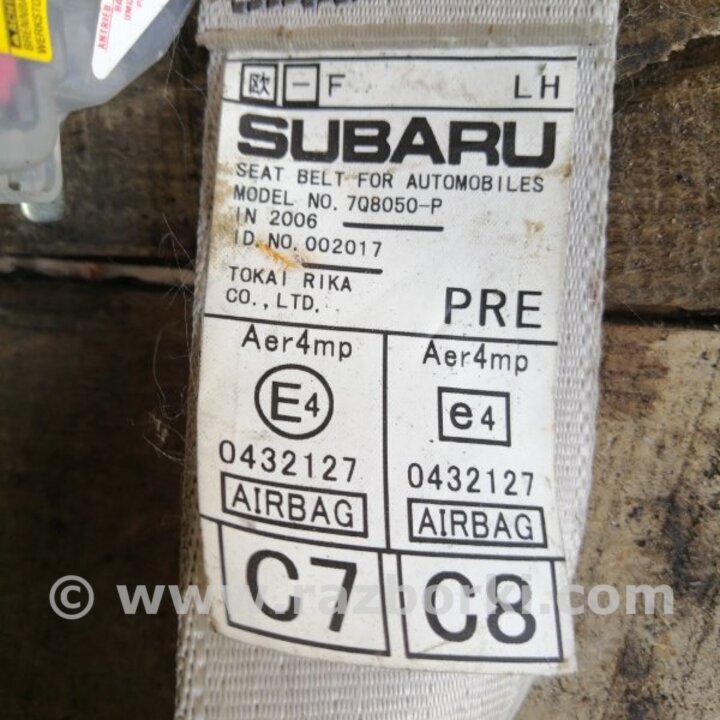 欧 一 F LH
SUBARU
SEAT BELT FOR AUTOMOBILES
MODEL NO. 7Q8050-P
IN 2006
ID. NO. 002017
TOKAI RIKA
CO., LTD.
PRE
Aer4mp Aer4mp
E4 e4
0432127 0432127
AIRBAG AIRBAG
C7 C8
© www.razborki.com